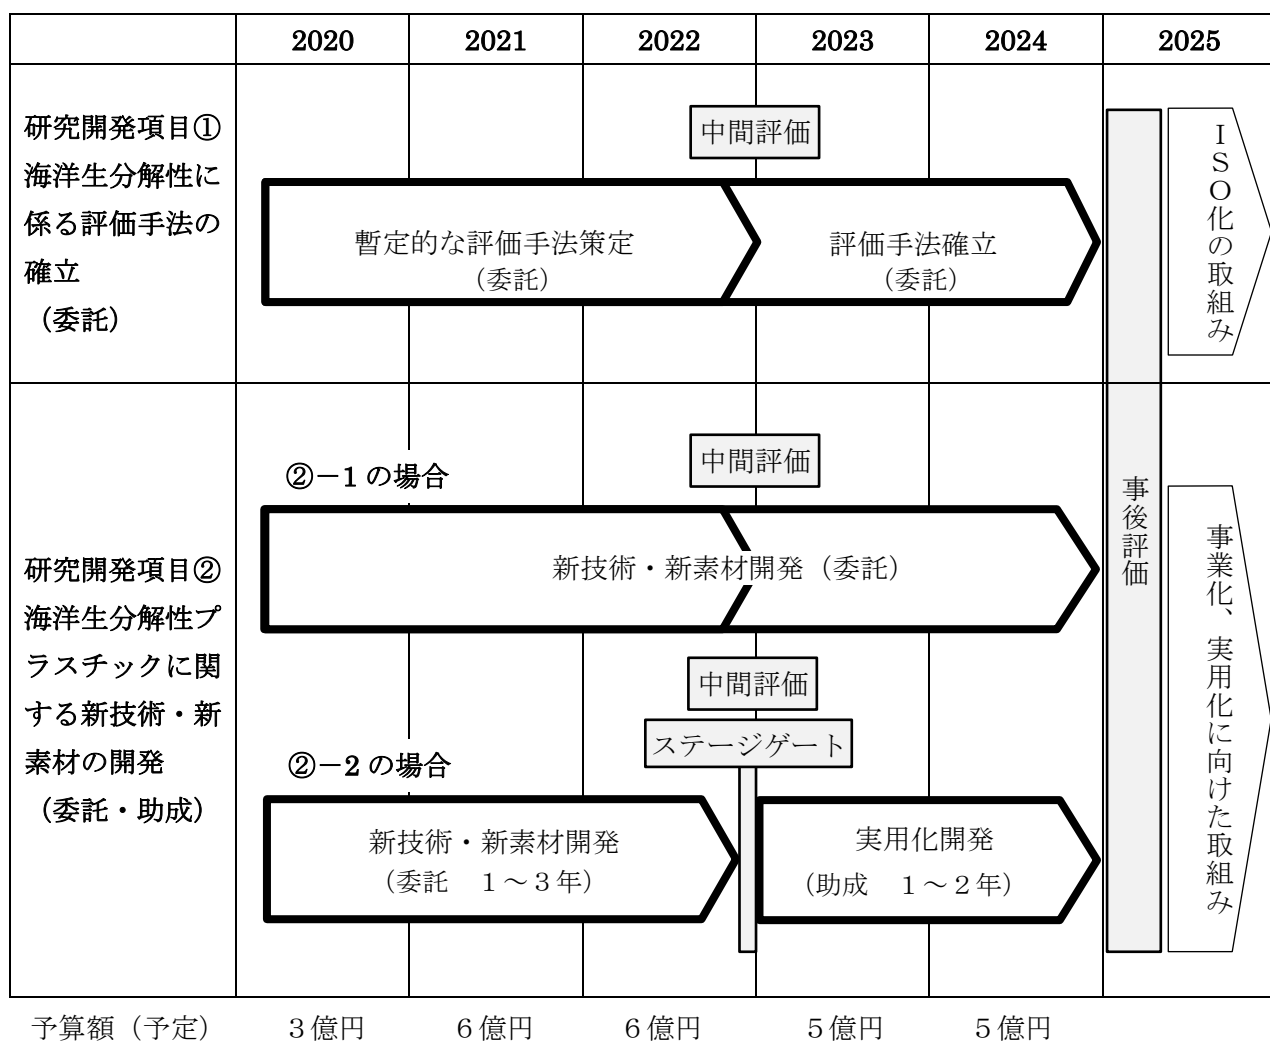 2020 2021 2022 2023 2024 2025
研究開発項目①
海洋生分解性に
係る評価手法の
確立
（委託）
中間評価
暫定的な評価手法策定
（委託）
評価手法確立
（委託）
ＩＳＯ化の取組み
研究開発項目②
海洋生分解性プ
ラスチックに関
する新技術・新
素材の開発
（委託・助成）
②－1 の場合
中間評価
新技術・新素材開発（委託）
中間評価
ステージゲート
②－2 の場合
新技術・新素材開発
（委託　１～３年）
実用化開発
（助成　１～２年）
事後評価
事業化、実用化に向けた取組み
予算額（予定） ３億円 ６億円 ６億円 ５億円 ５億円